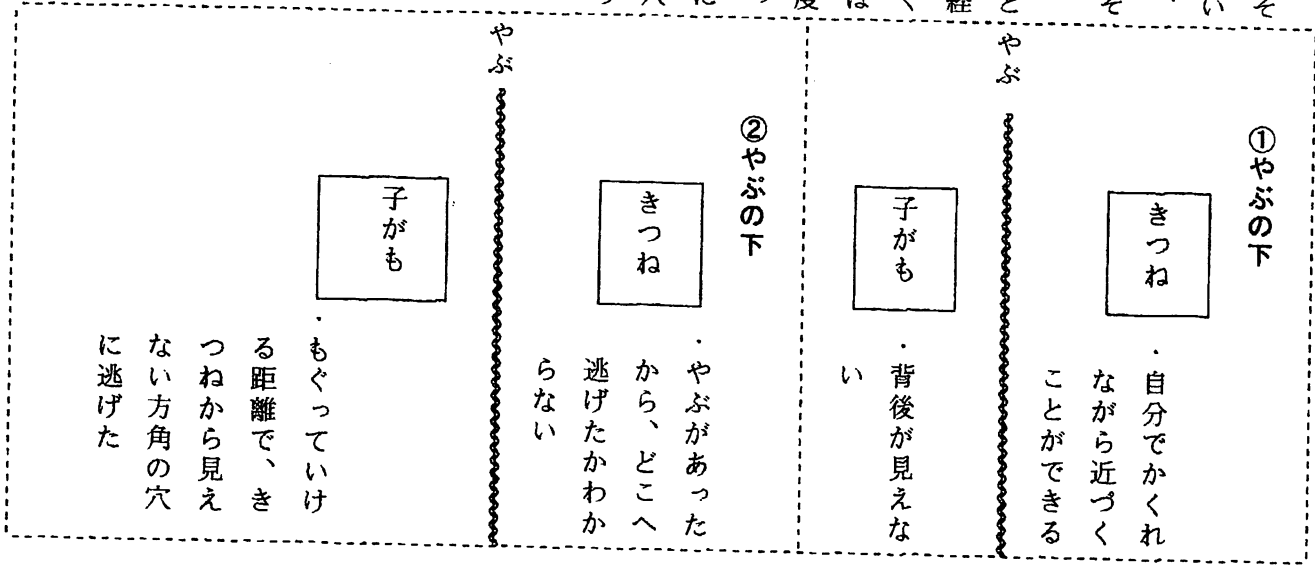 ①やぶの下
きつね
・自分でかくれ
ながら近づく
ことができる
やぶ
子がも
・背後が見えな
い
②やぶの下
きつね
・やぶがあった
から、どこへ
逃げたかわか
らない
やぶ
子がも
・もぐっていけ
る距離で、き
つねから見え
ない方角の穴
に逃げた